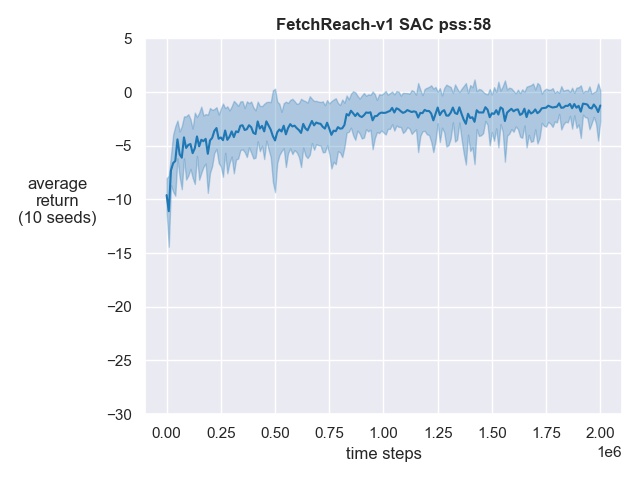 FetchReach-v1 SAC pss:58
5
0
−5
−10
−15
−20
−25
−30
average
return
(10 seeds)
0.00 0.25 0.50 0.75 1.00 1.25 1.50 1.75 2.00
1e6
time steps